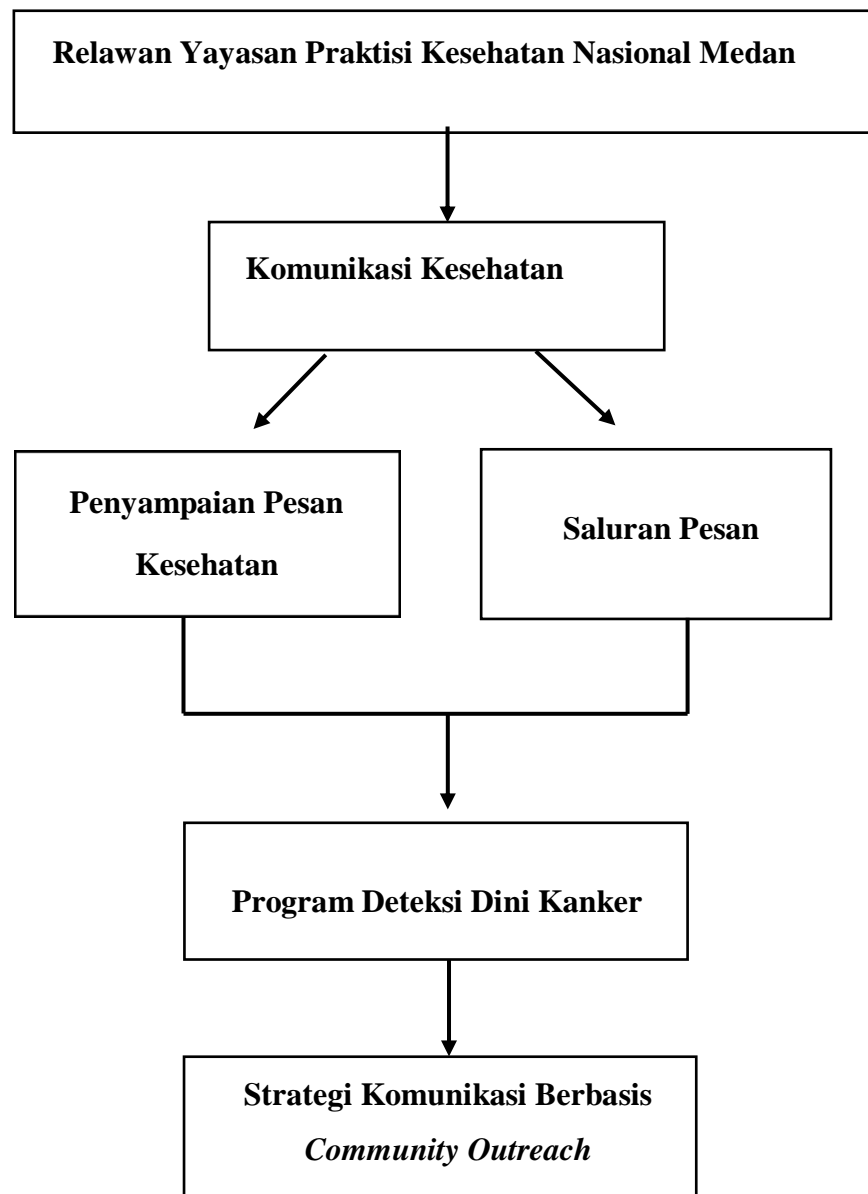 Relawan Yayasan Praktisi Kesehatan Nasional Medan
Komunikasi Kesehatan
Penyampaian Pesan
Kesehatan
Saluran Pesan
Program Deteksi Dini Kanker
Strategi Komunikasi Berbasis
Community Outreach